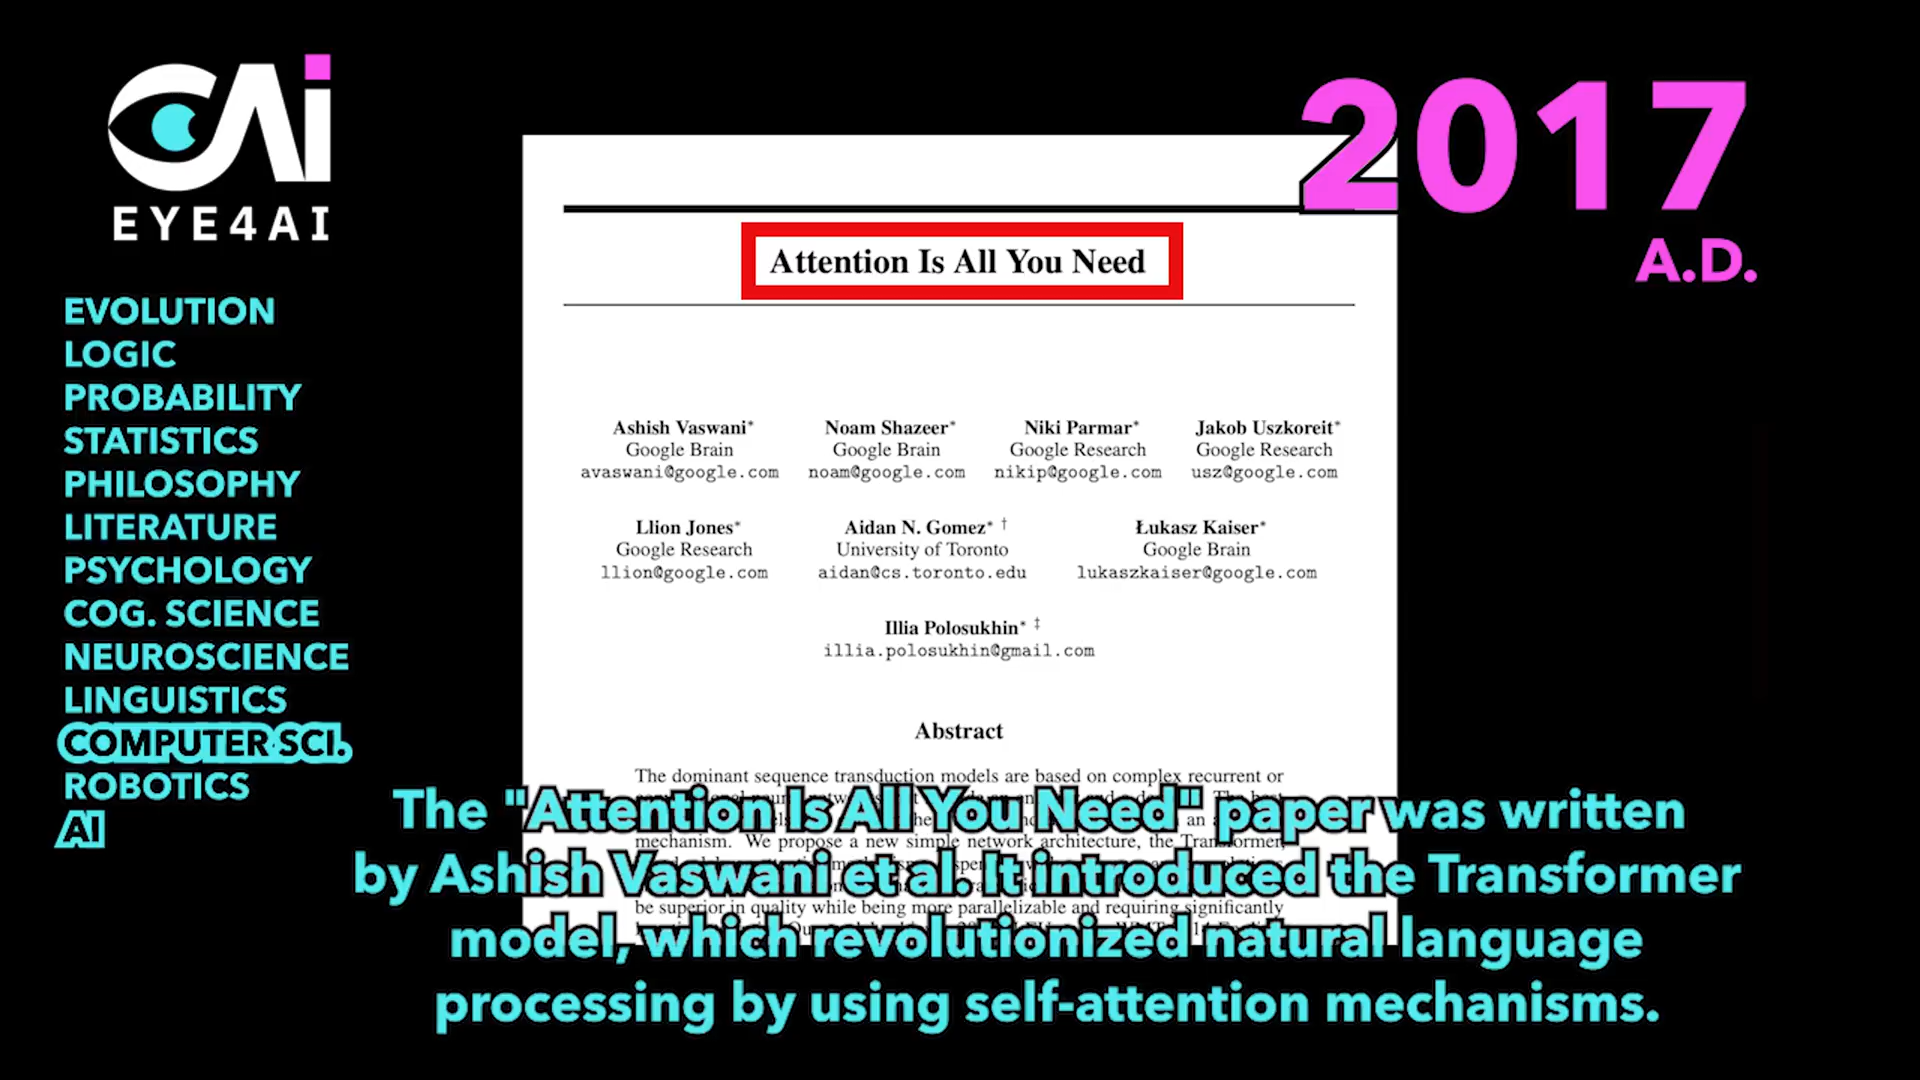 CAi
EYE4AI
2017
A.D.
EVOLUTION
LOGIC
PROBABILITY
STATISTICS
PHILOSOPHY
LITERATURE
PSYCHOLOGY
COG. SCIENCE
NEUROSCIENCE
LINGUISTICS
COMPUTER SCI.
ROBOTICS
AI
Attention Is All You Need
Ashish Vaswani* Noam Shazeer* Niki Parmar* Jakob Uszkoreit*
Google Brain Google Brain Google Research Google Research
avaswani@google.com noam@google.com nikip@google.com usz@google.com
Llion Jones* Aidan N. Gomez* † Łukasz Kaiser*
Google Research University of Toronto Google Brain
llion@google.com aidan@cs.toronto.edu lukaszkaiser@google.com
Illia Polosukhin* ‡
illia.polosukhin@gmail.com
Abstract
The dominant sequence transduction models are based on complex recurrent or
mechanism. We propose a new simple network architecture, the Transformer,
be superior in quality while being more parallelizable and requiring significantly
The "Attention Is All You Need" paper was written
by Ashish Vaswani et al. It introduced the Transformer
model, which revolutionized natural language
processing by using self-attention mechanisms.